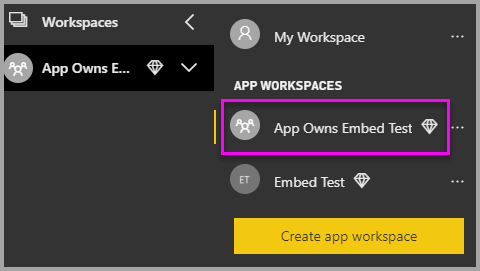 Workspaces
App Owns E...
My Workspace
APP WORKSPACES
App Owns Embed Test
ET
Embed Test
Create app workspace